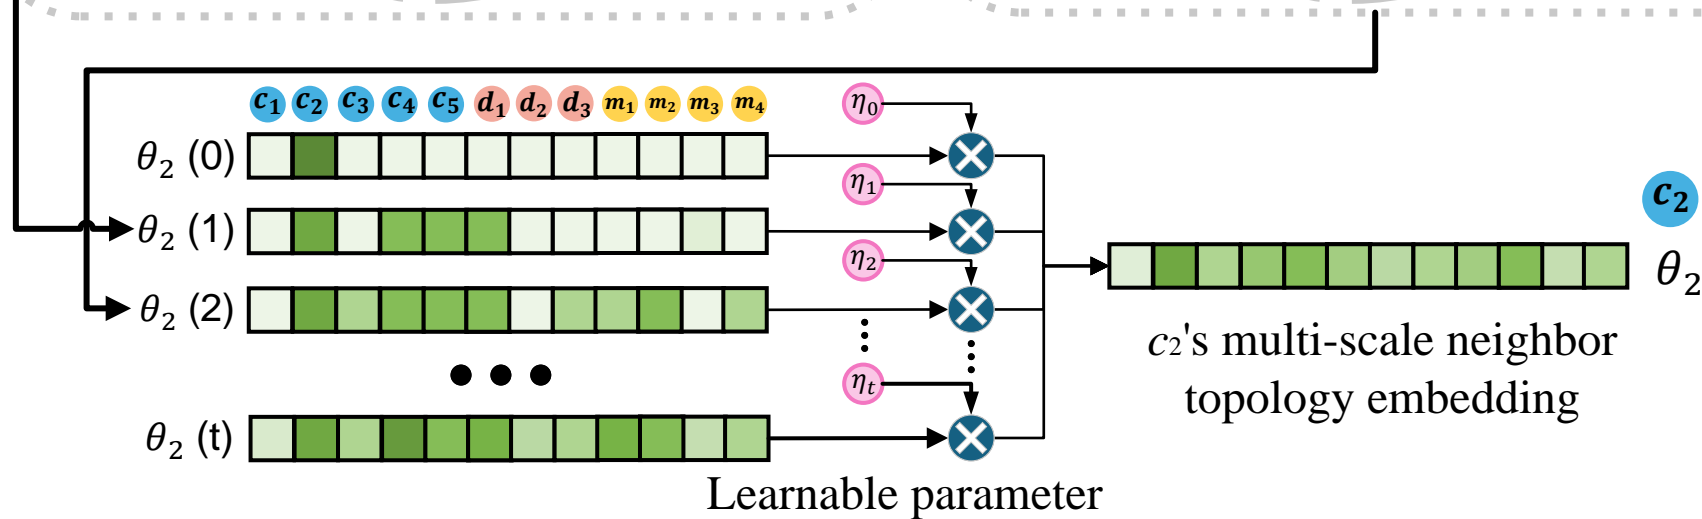 c1 c2 c3 c4 c5 d1 d2 d3 m1 m2 m3 m4
η0
θ2 (0)
η1
c2
θ2 (1)
η2
θ2
θ2 (2)
c2's multi-scale neighbor
topology embedding
ηt
θ2 (t)
Learnable parameter